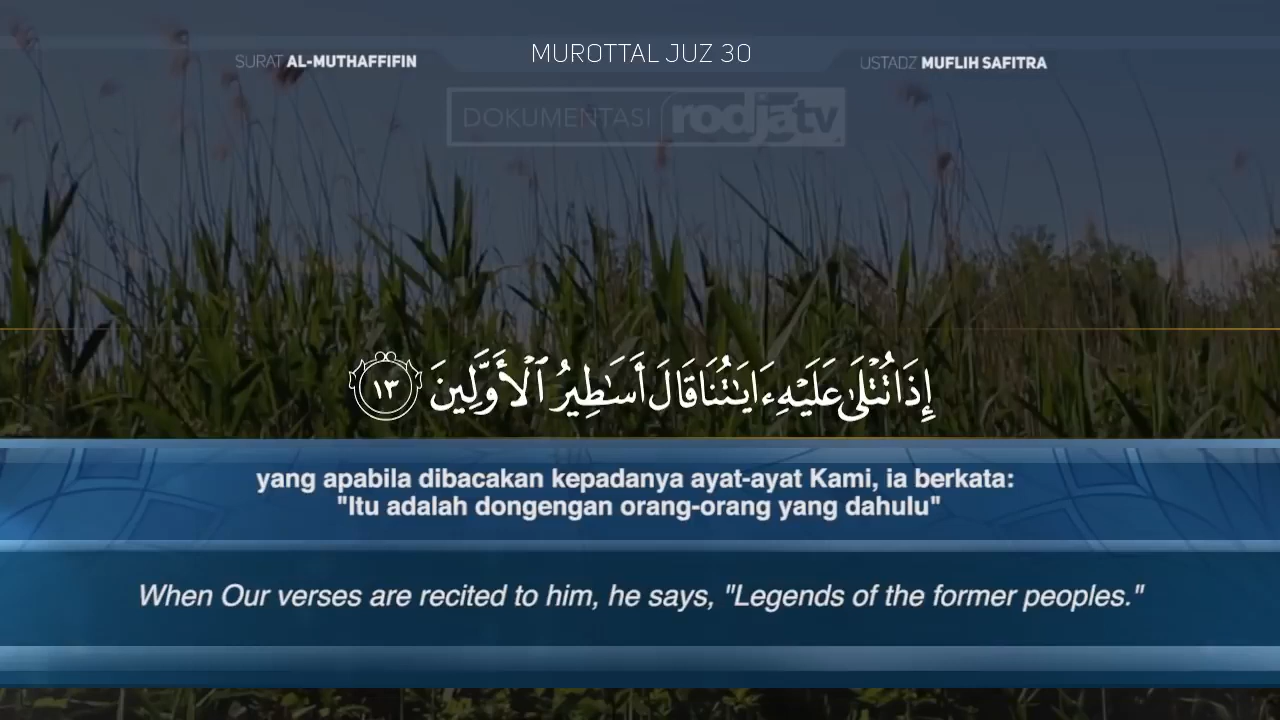 SURAT AL-MUTHAFFIFIN
MUROTTAL JUZ 30
USTADZ MUFLIH SAFITRA
DOKUMENTASI rodjatv
إِذَا تُتْلَىٰ عَلَيْهِ ءَايَـٰتُنَا قَالَ أَسَـٰطِيرُ ٱلْأَوَّلِينَ ١٣
yang apabila dibacakan kepadanya ayat-ayat Kami, ia berkata:
"Itu adalah dongengan orang-orang yang dahulu"
When Our verses are recited to him, he says, "Legends of the former peoples."